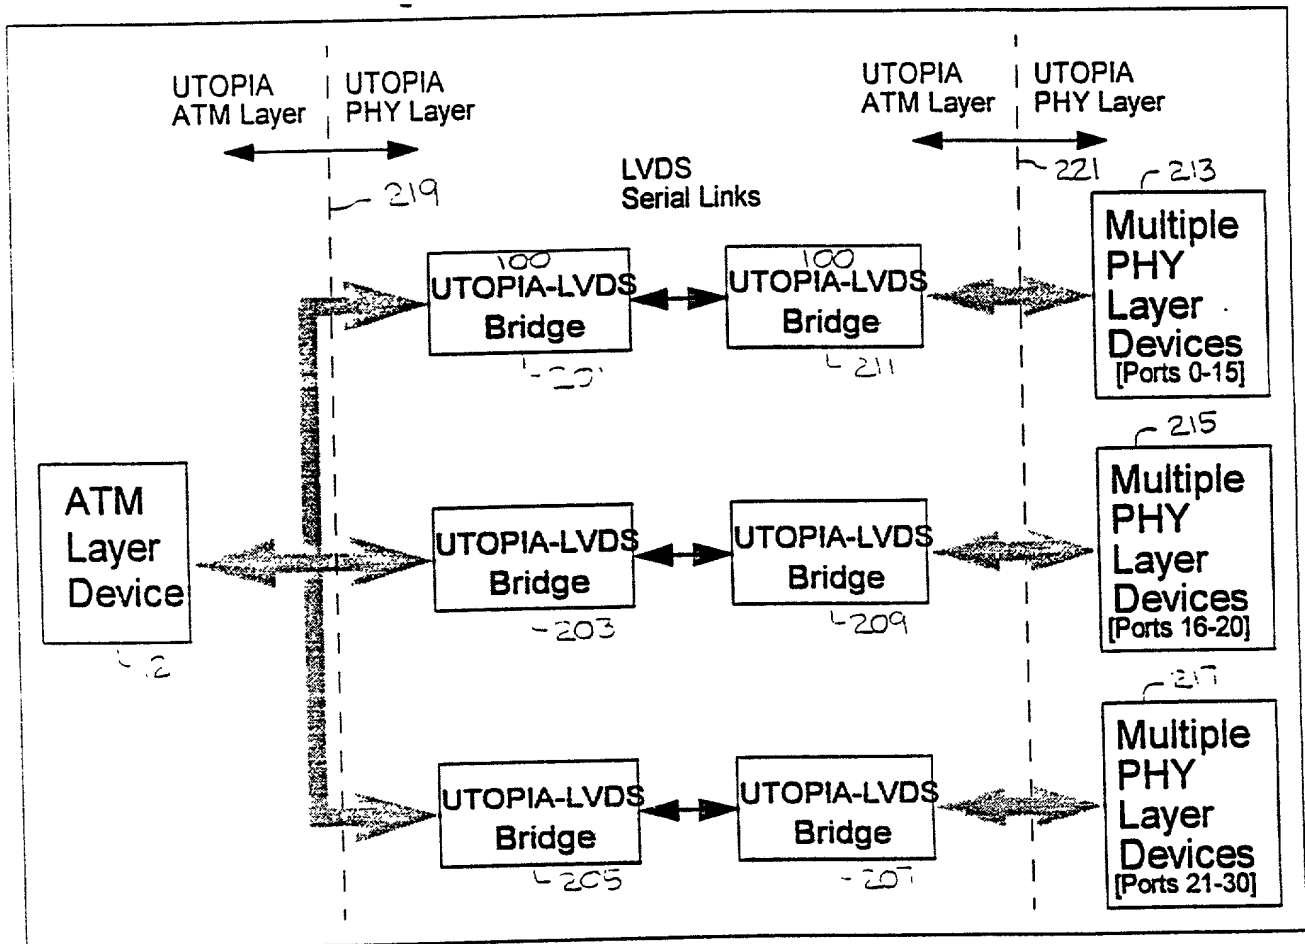 UTOPIA
ATM Layer
UTOPIA
PHY Layer
UTOPIA
ATM Layer
UTOPIA
PHY Layer
219
LVDS
Serial Links
221
213
Multiple
PHY
Layer
Devices
[Ports 0-15]
100
UTOPIA-LVDS
Bridge
100
UTOPIA-LVDS
Bridge
211
215
Multiple
PHY
Layer
Devices
[Ports 16-20]
ATM
Layer
Device
UTOPIA-LVDS
Bridge
203
UTOPIA-LVDS
Bridge
209
217
Multiple
PHY
Layer
Devices
[Ports 21-30]
UTOPIA-LVDS
Bridge
205
UTOPIA-LVDS
Bridge
207